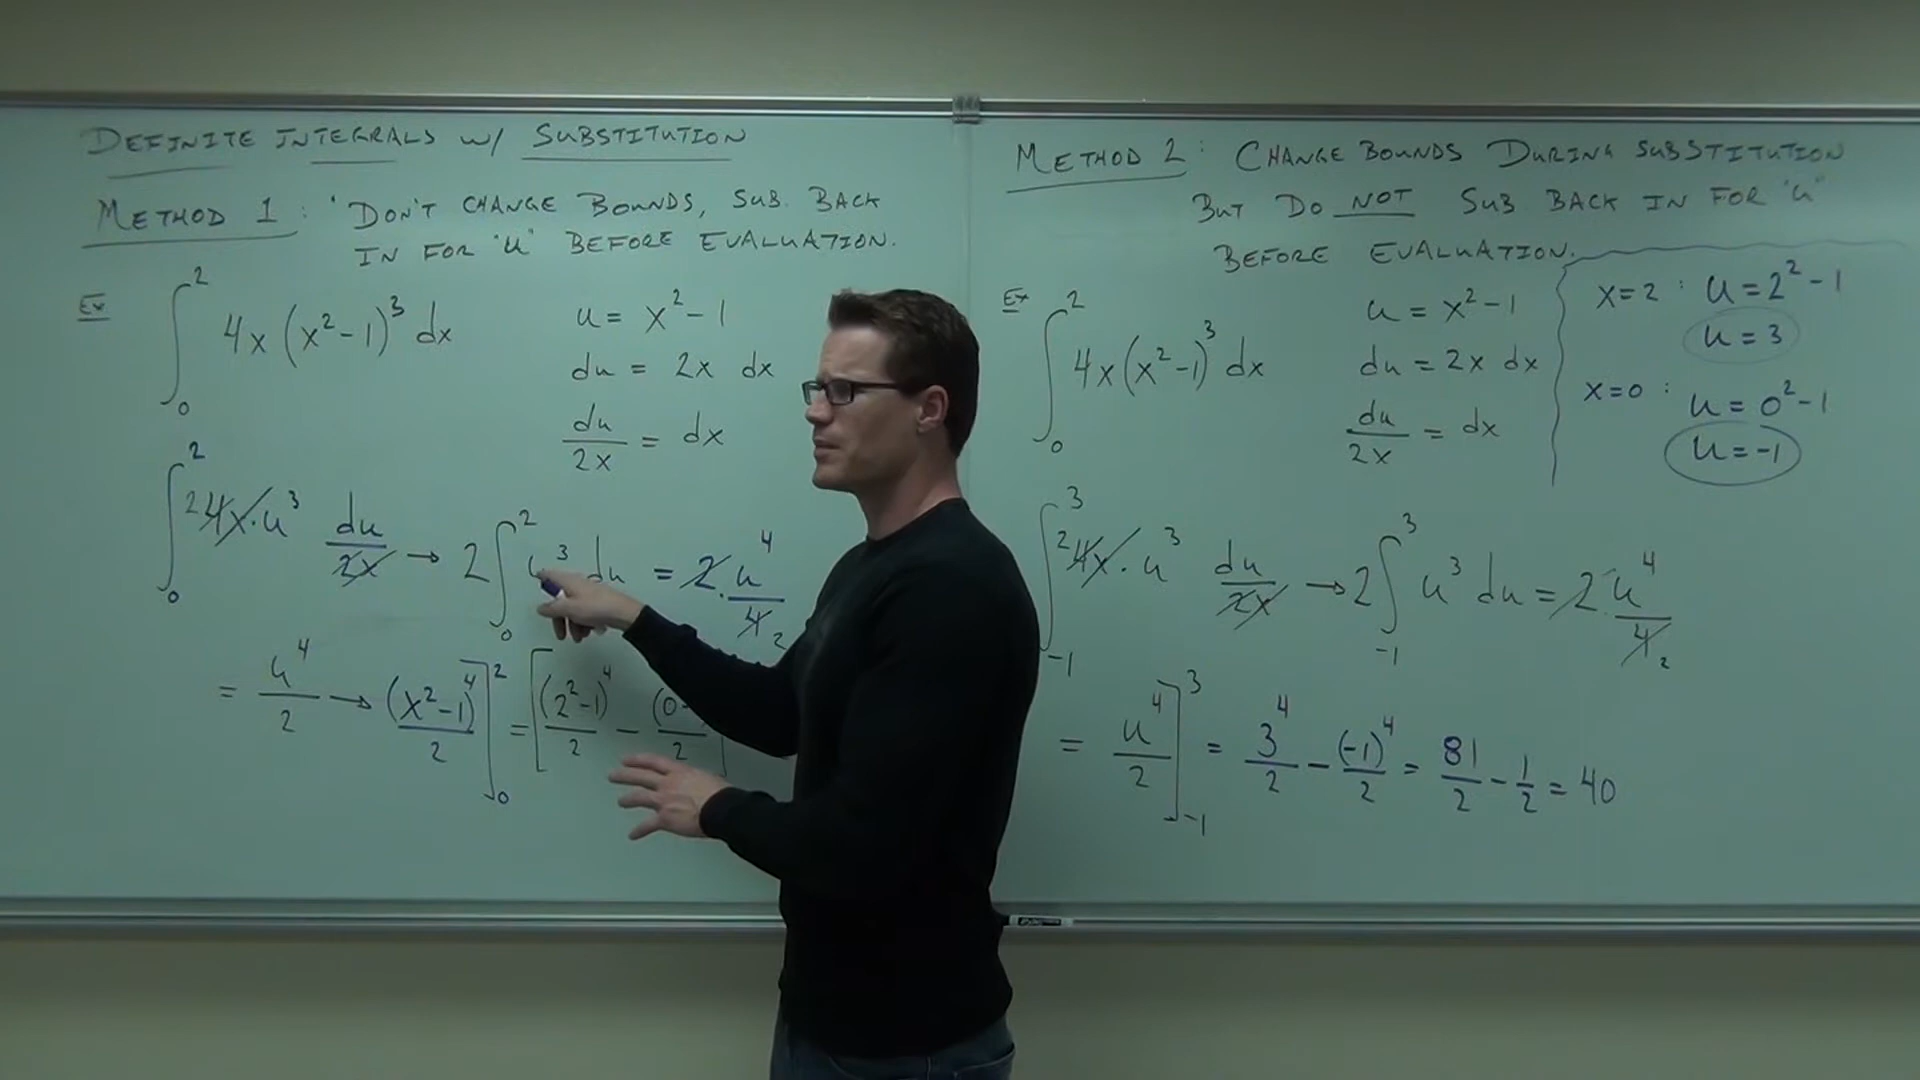 DEFINITE INTEGRALS W/ SUBSTITUTION
METHOD 1: "DON'T CHANGE BOUNDS, SUB. BACK
IN FOR "U" BEFORE EVALUATION.
Ex ∫₀² 4x(x²-1)³ dx
u = x²-1
du = 2x dx
du/2x = dx
∫₀² 2 4x·u³ du/2x → 2∫₀² u³ du = 2·u⁴/4 2
= u⁴/2 → (x²-1)⁴/2]₀² = [(2²-1)⁴/2 - (0-
/2
METHOD 2: CHANGE BOUNDS DURING SUBSTITUTION
BUT DO NOT SUB BACK IN FOR "U"
BEFORE EVALUATION.
Ex ∫₀² 4x(x²-1)³ dx
u = x²-1
du = 2x dx
du/2x = dx
x=2: u=2²-1
u=3
x=0: u=0²-1
u=-1
∫₋₁³ 2 4x·u³ du/2x → 2∫₋₁³ u³ du = 2·u⁴/4 2
= u⁴/2]₋₁³ = 3⁴/2 - (-1)⁴/2 = 81/2 - 1/2 = 40